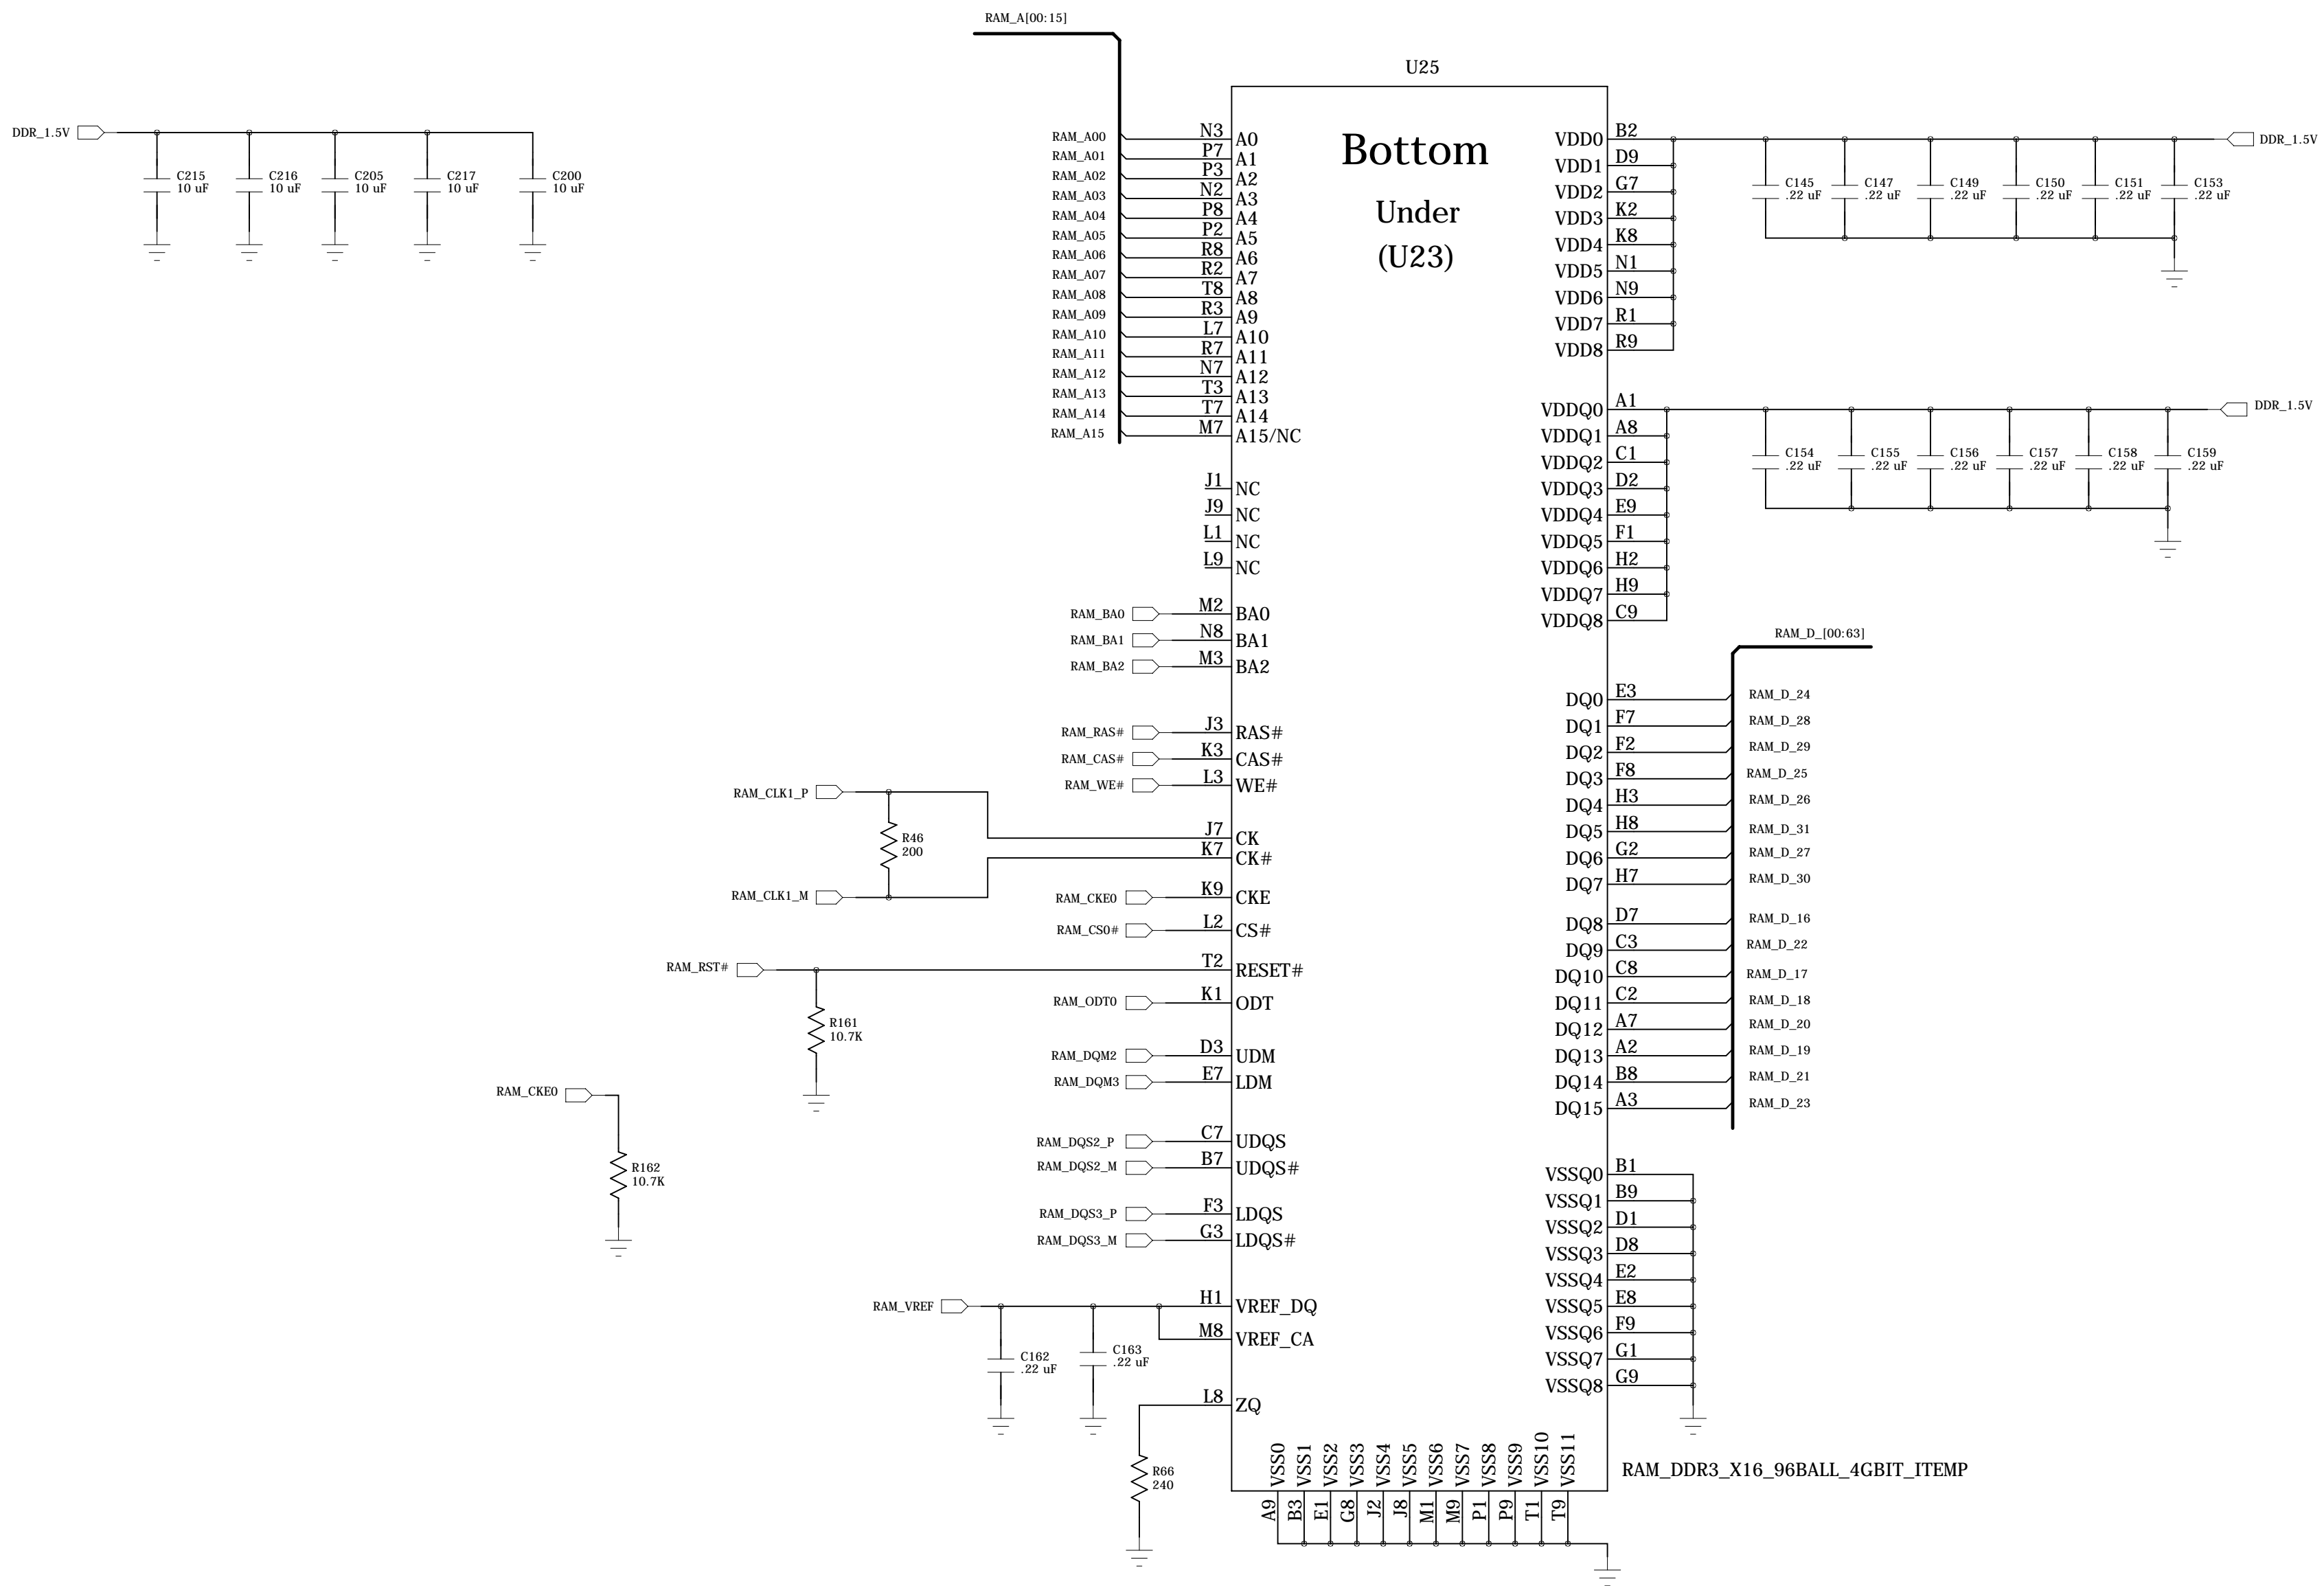 RAM_A[00:15]
U25
Bottom
Under
(U23)
DDR_1.5V
C215
10 uF
C216
10 uF
C205
10 uF
C217
10 uF
C200
10 uF
RAM_A00 N3 A0
RAM_A01 P7 A1
RAM_A02 P3 A2
RAM_A03 N2 A3
RAM_A04 P8 A4
RAM_A05 P2 A5
RAM_A06 R8 A6
RAM_A07 R2 A7
RAM_A08 T8 A8
RAM_A09 R3 A9
RAM_A10 L7 A10
RAM_A11 R7 A11
RAM_A12 N7 A12
RAM_A13 T3 A13
RAM_A14 T7 A14
RAM_A15 M7 A15/NC
J1 NC
J9 NC
L1 NC
L9 NC
RAM_BA0 M2 BA0
RAM_BA1 N8 BA1
RAM_BA2 M3 BA2
RAM_RAS# J3 RAS#
RAM_CAS# K3 CAS#
RAM_WE# L3 WE#
RAM_CLK1_P J7 CK
R46
200
K7 CK#
RAM_CLK1_M
RAM_CKE0 K9 CKE
RAM_CS0# L2 CS#
RAM_RST# T2 RESET#
R161
10.7K
RAM_ODT0 K1 ODT
RAM_DQM2 D3 UDM
RAM_DQM3 E7 LDM
RAM_CKE0
R162
10.7K
RAM_DQS2_P C7 UDQS
RAM_DQS2_M B7 UDQS#
RAM_DQS3_P F3 LDQS
RAM_DQS3_M G3 LDQS#
RAM_VREF H1 VREF_DQ
M8 VREF_CA
C162
.22 uF
C163
.22 uF
L8 ZQ
R66
240
VDD0 B2
VDD1 D9
VDD2 G7
VDD3 K2
VDD4 K8
VDD5 N1
VDD6 N9
VDD7 R1
VDD8 R9
DDR_1.5V
C145
.22 uF
C147
.22 uF
C149
.22 uF
C150
.22 uF
C151
.22 uF
C153
.22 uF
VDDQ0 A1
VDDQ1 A8
VDDQ2 C1
VDDQ3 D2
VDDQ4 E9
VDDQ5 F1
VDDQ6 H2
VDDQ7 H9
VDDQ8 C9
DDR_1.5V
C154
.22 uF
C155
.22 uF
C156
.22 uF
C157
.22 uF
C158
.22 uF
C159
.22 uF
RAM_D_[00:63]
DQ0 E3 RAM_D_24
DQ1 F7 RAM_D_28
DQ2 F2 RAM_D_29
DQ3 F8 RAM_D_25
DQ4 H3 RAM_D_26
DQ5 H8 RAM_D_31
DQ6 G2 RAM_D_27
DQ7 H7 RAM_D_30
DQ8 D7 RAM_D_16
DQ9 C3 RAM_D_22
DQ10 C8 RAM_D_17
DQ11 C2 RAM_D_18
DQ12 A7 RAM_D_20
DQ13 A2 RAM_D_19
DQ14 B8 RAM_D_21
DQ15 A3 RAM_D_23
VSSQ0 B1
VSSQ1 B9
VSSQ2 D1
VSSQ3 D8
VSSQ4 E2
VSSQ5 E8
VSSQ6 F9
VSSQ7 G1
VSSQ8 G9
A9 VSS0
B3 VSS1
E1 VSS2
G8 VSS3
J2 VSS4
J8 VSS5
M1 VSS6
M9 VSS7
P1 VSS8
P9 VSS9
T1 VSS10
T9 VSS11
RAM_DDR3_X16_96BALL_4GBIT_ITEMP